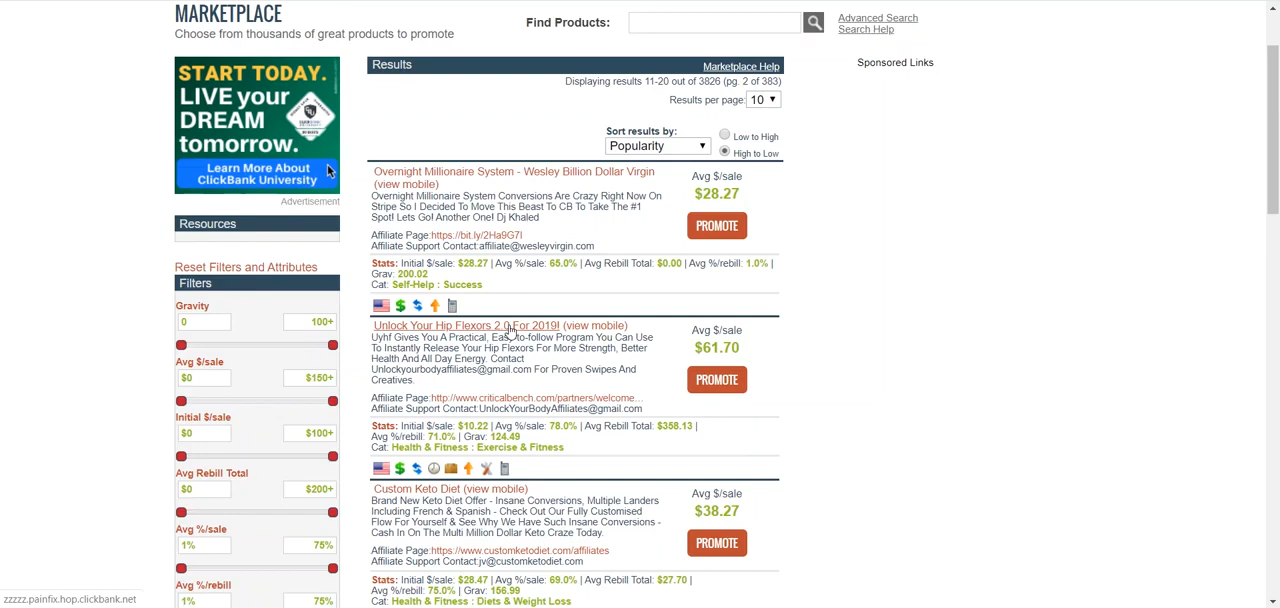 MARKETPLACE
Choose from thousands of great products to promote
Find Products:
Advanced Search
Search Help
START TODAY.
LIVE your
DREAM
tomorrow.
Learn More About
ClickBank University
Advertisement
Resources
Reset Filters and Attributes
Filters
Gravity
0 100+
Avg $/sale
$0 $150+
Initial $/sale
$0 $100+
Avg Rebill Total
$0 $200+
Avg %/sale
1% 75%
Avg %/rebill
1% 75%
Results Marketplace Help
Displaying results 11-20 out of 3826 (pg. 2 of 383)
Results per page: 10
Sort results by:
Popularity
Low to High
High to Low
Overnight Millionaire System - Wesley Billion Dollar Virgin
(view mobile)
Overnight Millionaire System Conversions Are Crazy Right Now On
Stripe So I Decided To Move This Beast To CB To Take The #1
Spot! Lets Go! Another One! Dj Khaled
Affiliate Page:https://bit.ly/2Ha9G7I
Affiliate Support Contact:affiliate@wesleyvirgin.com
Avg $/sale
$28.27
PROMOTE
Stats: Initial $/sale: $28.27 | Avg %/sale: 65.0% | Avg Rebill Total: $0.00 | Avg %/rebill: 1.0% |
Grav: 200.02
Cat: Self-Help : Success
Unlock Your Hip Flexors 2.0 For 2019! (view mobile)
Uyhf Gives You A Practical, Easy-to-follow Program You Can Use
To Instantly Release Your Hip Flexors For More Strength, Better
Health And All Day Energy. Contact
Unlockyourbodyaffiliates@gmail.com For Proven Swipes And
Creatives.
Affiliate Page:http://www.criticalbench.com/partners/welcome...
Affiliate Support Contact:UnlockYourBodyAffiliates@gmail.com
Avg $/sale
$61.70
PROMOTE
Stats: Initial $/sale: $10.22 | Avg %/sale: 78.0% | Avg Rebill Total: $358.13 |
Avg %/rebill: 71.0% | Grav: 124.49
Cat: Health & Fitness : Exercise & Fitness
Custom Keto Diet (view mobile)
Brand New Keto Diet Offer - Insane Conversions, Multiple Landers
Including French & Spanish - Check Out Our Fully Customised
Flow For Yourself & See Why We Have Such Insane Conversions -
Cash In On The Multi Million Dollar Keto Craze Today.
Affiliate Page:https://www.customketodiet.com/affiliates
Affiliate Support Contact:jv@customketodiet.com
Avg $/sale
$38.27
PROMOTE
Stats: Initial $/sale: $28.47 | Avg %/sale: 69.0% | Avg Rebill Total: $27.70 |
Avg %/rebill: 75.0% | Grav: 156.99
Cat: Health & Fitness : Diets & Weight Loss
Sponsored Links
zzzzz.painfix.hop.clickbank.net